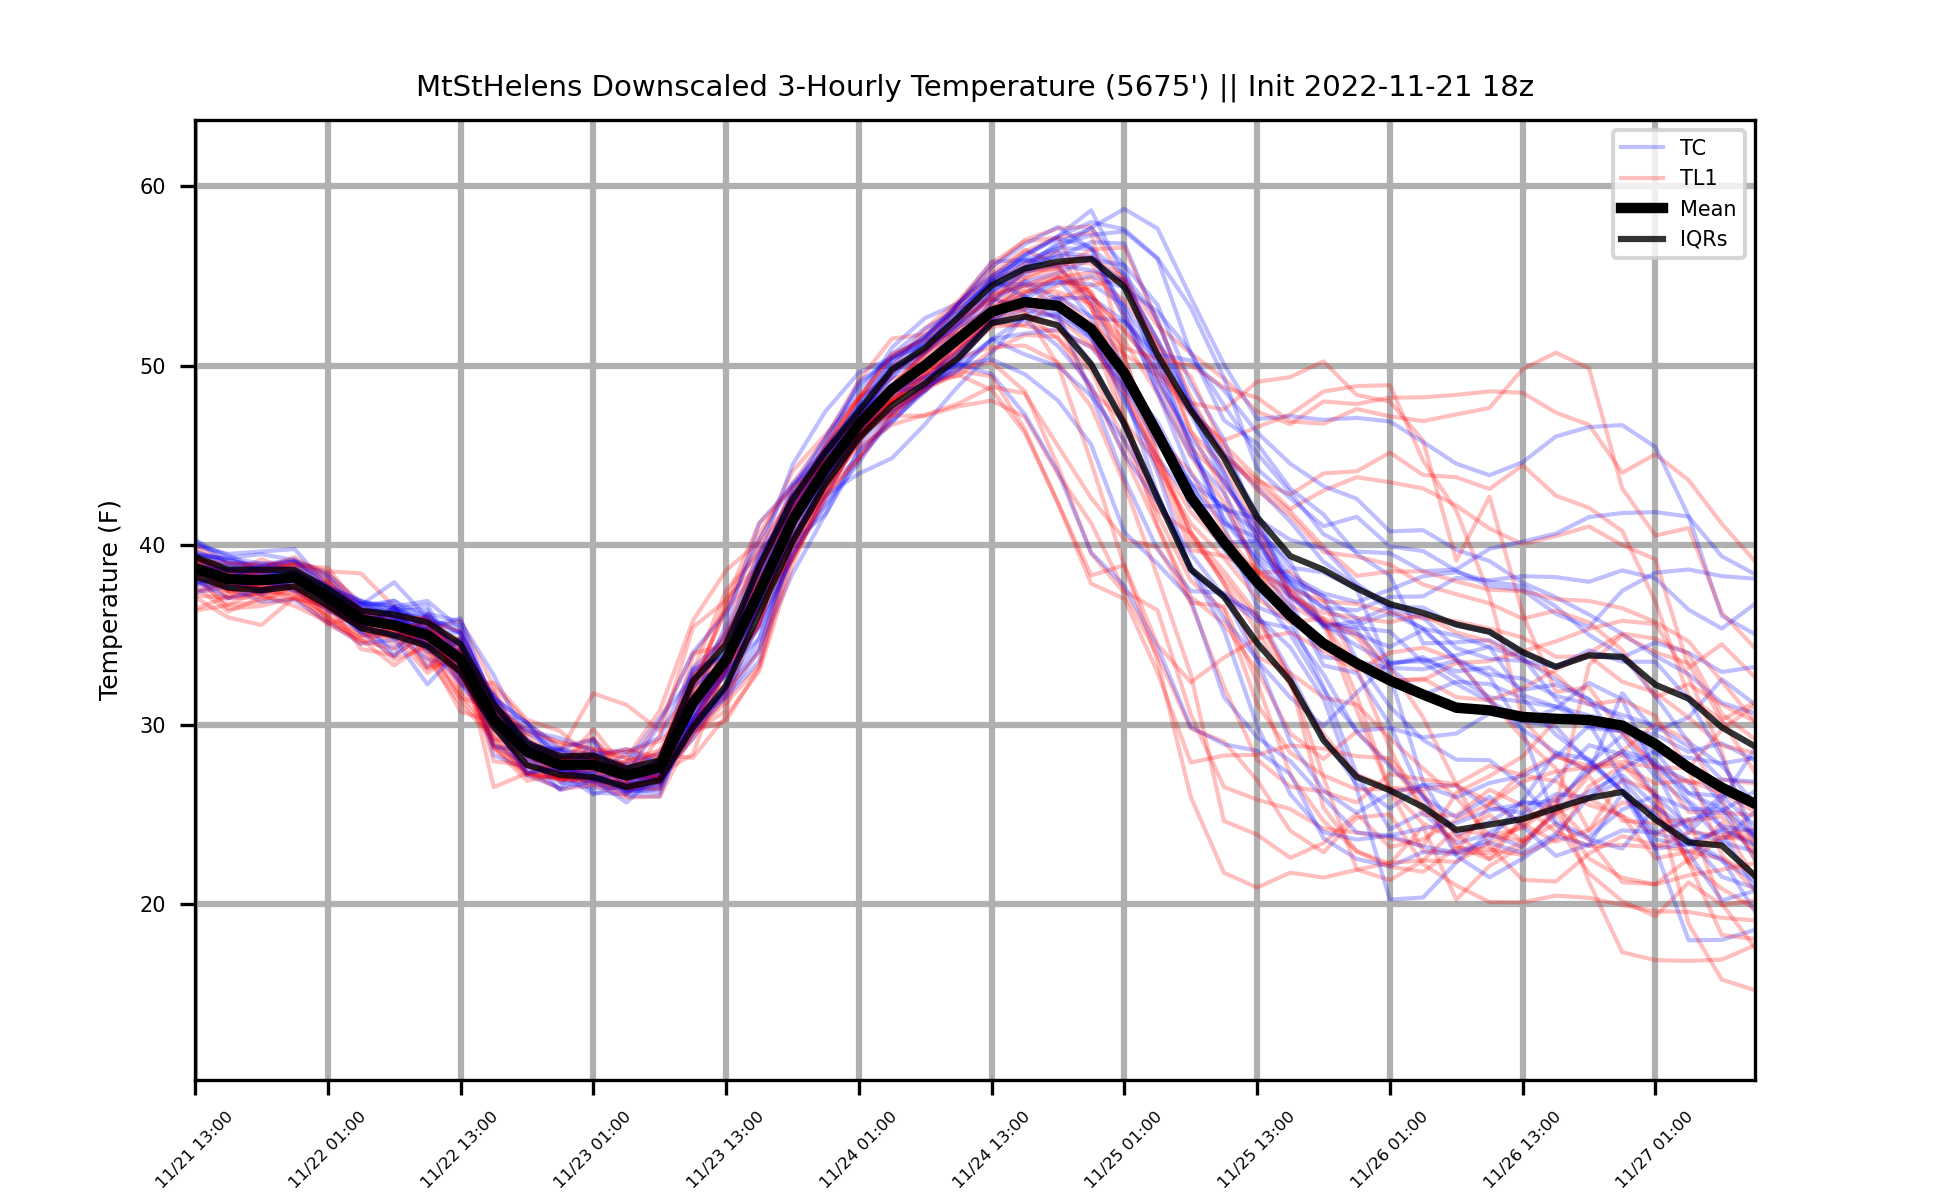 MtStHelens Downscaled 3-Hourly Temperature (5675') || Init 2022-11-21 18z
TC
TL1
Mean
IQRs
Temperature (F)
60
50
40
30
20
11/21 13:00
11/22 01:00
11/22 13:00
11/23 01:00
11/23 13:00
11/24 01:00
11/24 13:00
11/25 01:00
11/25 13:00
11/26 01:00
11/26 13:00
11/27 01:00